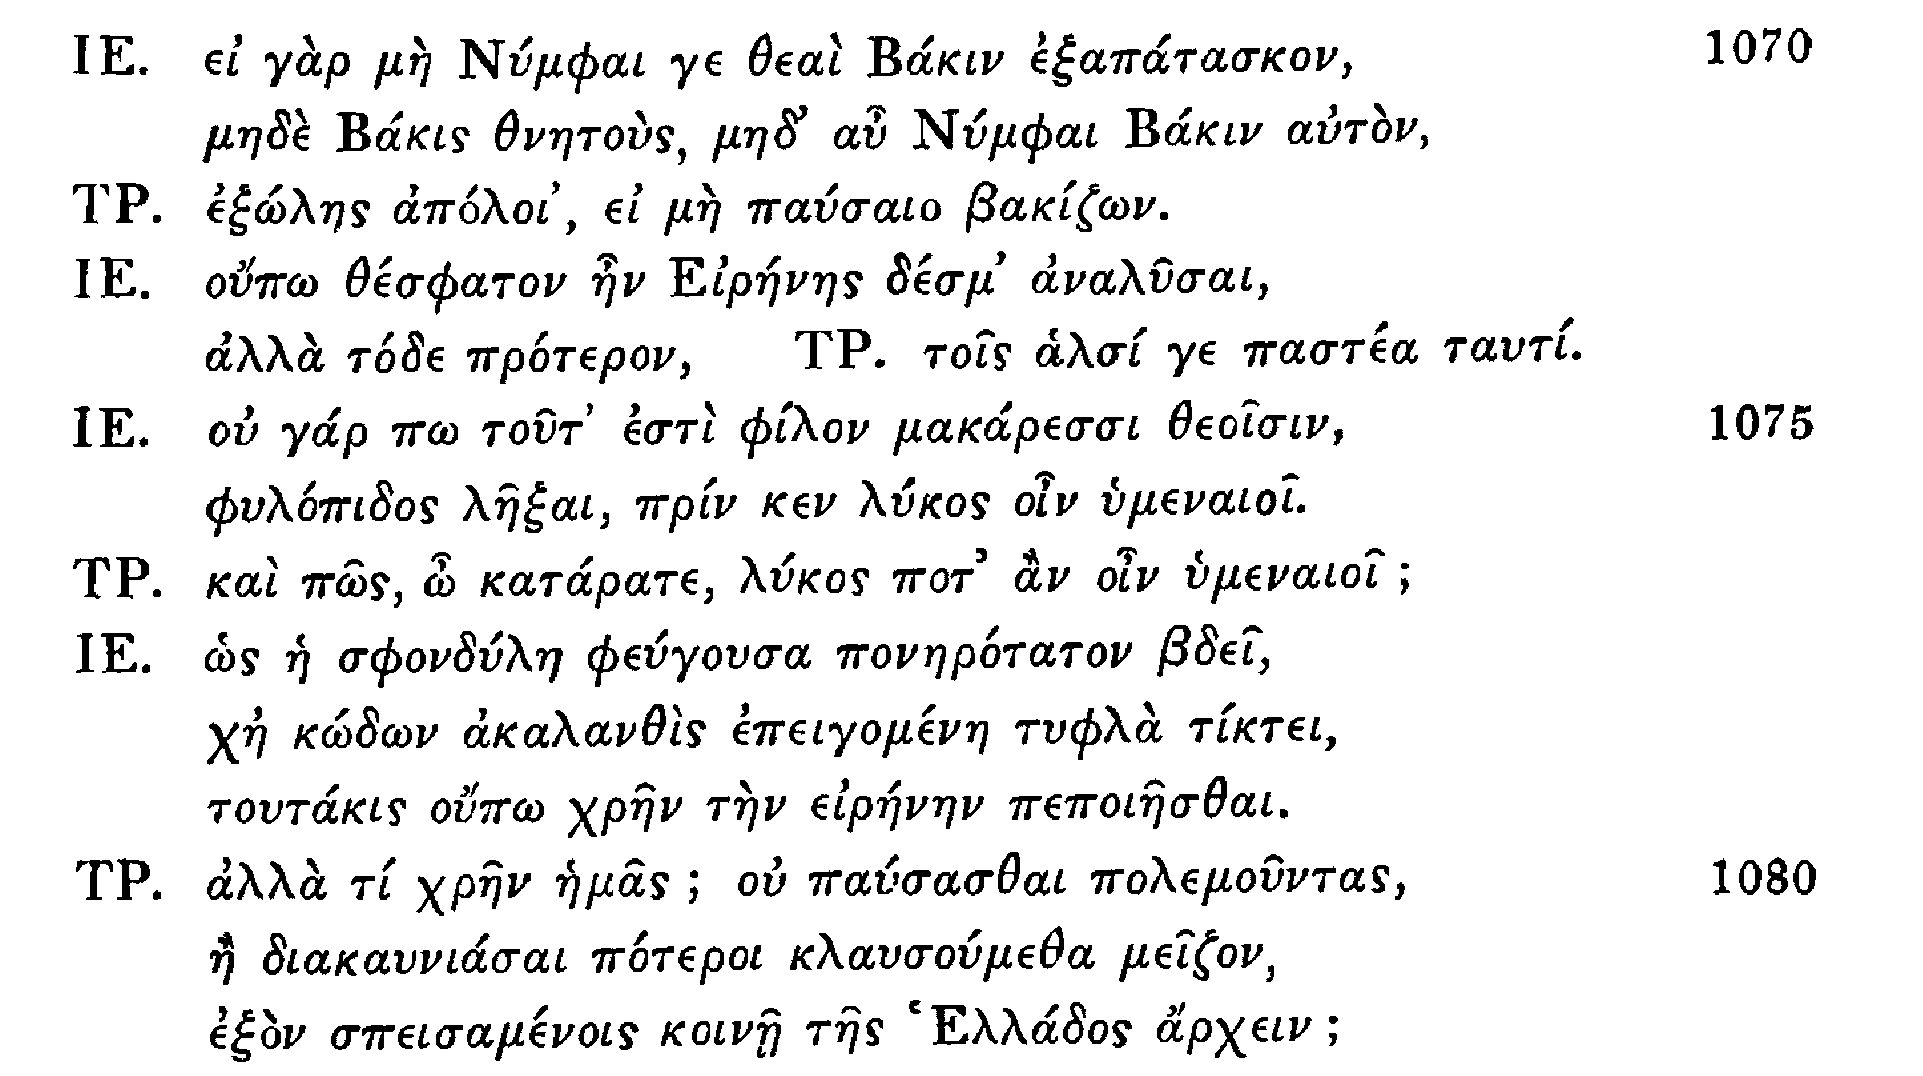 ΙΕ. εἰ γὰρ μὴ Νύμφαι γε θεαὶ Βάκιν ἐξαπάτασκον, 1070
μηδὲ Βάκις θνητοὺς, μηδ’ αὖ Νύμφαι Βάκιν αὐτὸν,
ΤΡ. ἐξώλης ἀπόλοι’, εἰ μὴ παύσαιο βακίζων.
ΙΕ. οὔπω θέσφατον ἦν Εἰρήνης δέσμ’ ἀναλῦσαι,
ἀλλὰ τόδε πρότερον, ΤΡ. τοῖς ἁλσί γε παστέα ταυτί.
ΙΕ. οὐ γάρ πω τοῦτ’ ἐστὶ φίλον μακάρεσσι θεοῖσιν, 1075
φυλόπιδος λῆξαι, πρίν κεν λύκος οἶν ὑμεναιοῖ.
ΤΡ. καὶ πῶς, ὦ κατάρατε, λύκος ποτ’ ἂν οἶν ὑμεναιοῖ ;
ΙΕ. ὡς ἡ σφονδύλη φεύγουσα πονηρότατον βδεῖ,
χἠ κώδων ἀκαλανθὶς ἐπειγομένη τυφλὰ τίκτει,
τουτάκις οὔπω χρῆν τὴν εἰρήνην πεποιῆσθαι.
ΤΡ. ἀλλὰ τί χρῆν ἡμᾶς ; οὐ παύσασθαι πολεμοῦντας, 1080
ἢ διακαυνιάσαι πότεροι κλαυσούμεθα μεῖζον,
ἐξὸν σπεισαμένοις κοινῇ τῆς Ἑλλάδος ἄρχειν ;